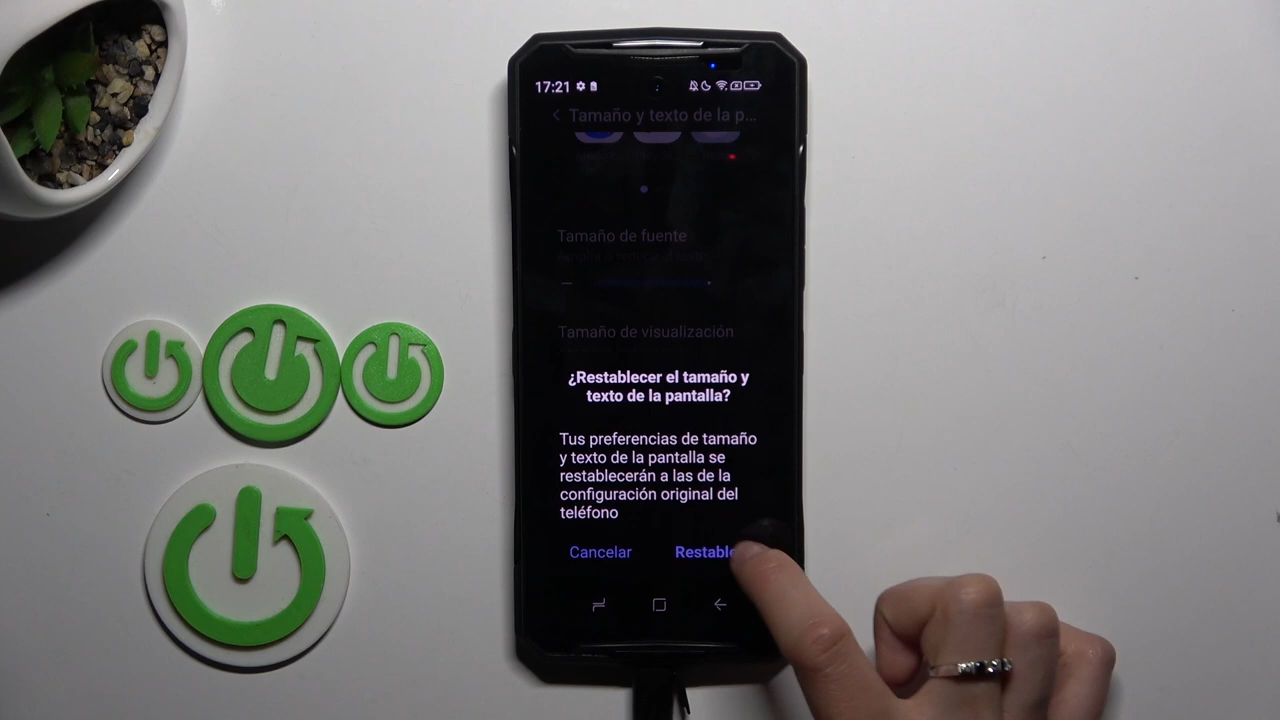 17:21
Tamaño y texto de la p...
Tamaño de fuente
Tamaño de visualización
¿Restablecer el tamaño y
texto de la pantalla?
Tus preferencias de tamaño
y texto de la pantalla se
restablecerán a las de la
configuración original del
teléfono
Cancelar